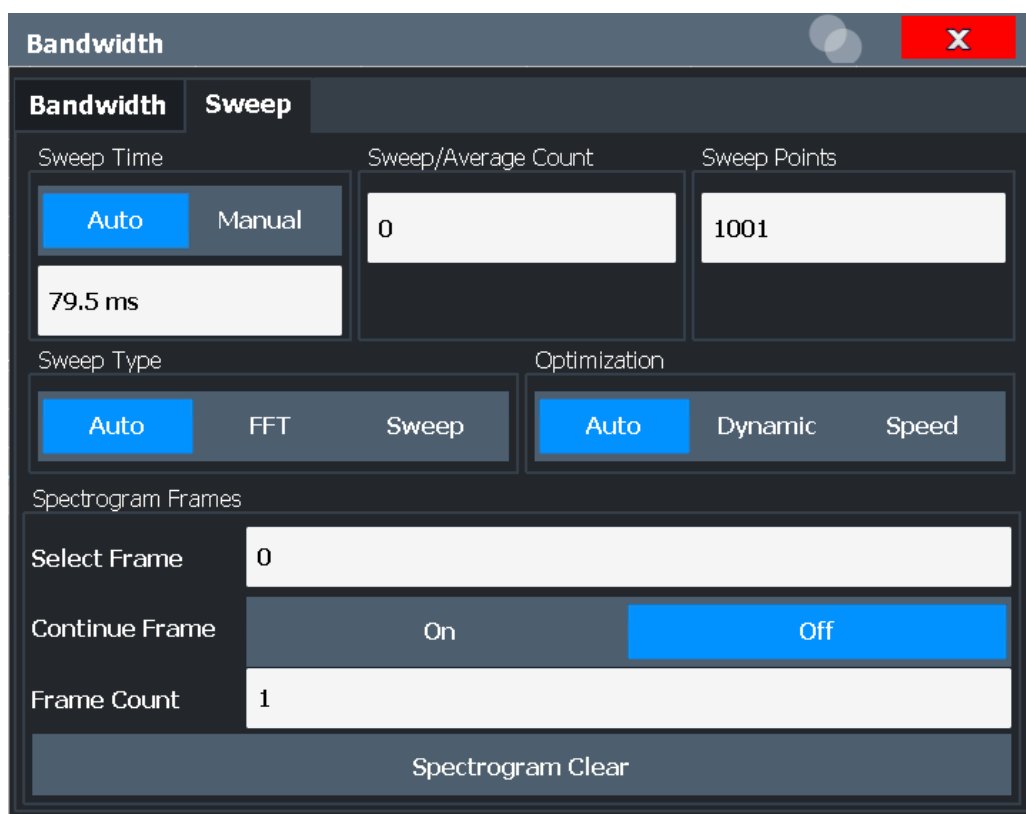 Bandwidth
X
Bandwidth Sweep
Sweep Time Sweep/Average Count Sweep Points
Auto Manual 0 1001
79.5 ms
Sweep Type Optimization
Auto FFT Sweep Auto Dynamic Speed
Spectrogram Frames
Select Frame 0
Continue Frame On Off
Frame Count 1
Spectrogram Clear